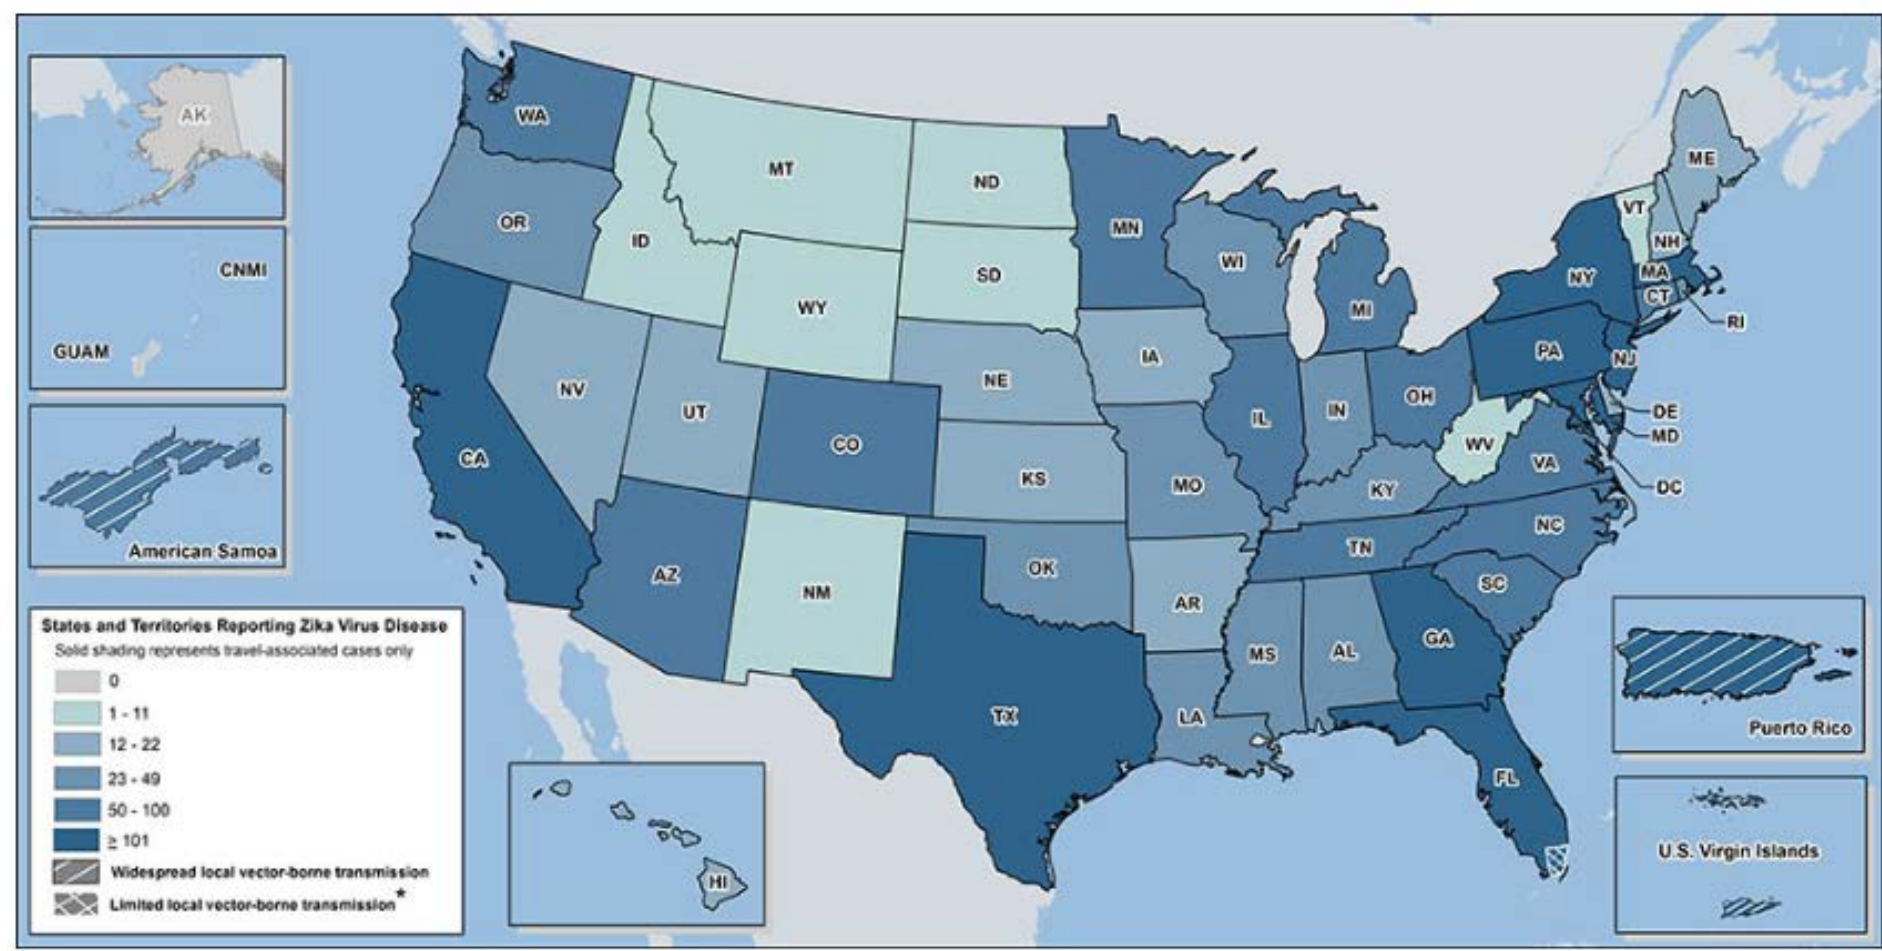 AK
CNMI
GUAM
American Samoa
States and Territories Reporting Zika Virus Disease
Solid shading represents travel-associated cases only
0
1 - 11
12 - 22
23 - 49
50 - 100
≥ 101
Widespread local vector-borne transmission
Limited local vector-borne transmission*
WA
OR
ID
MT
ND
SD
WY
MN
WI
MI
NE
IA
NV
UT
CO
KS
CA
AZ
NM
OK
TX
MO
AR
LA
IL
IN
OH
KY
TN
MS
AL
GA
FL
SC
NC
VA
WV
PA
NY
NJ
VT
NH
ME
MA
CT
RI
DE
MD
DC
HI
Puerto Rico
U.S. Virgin Islands